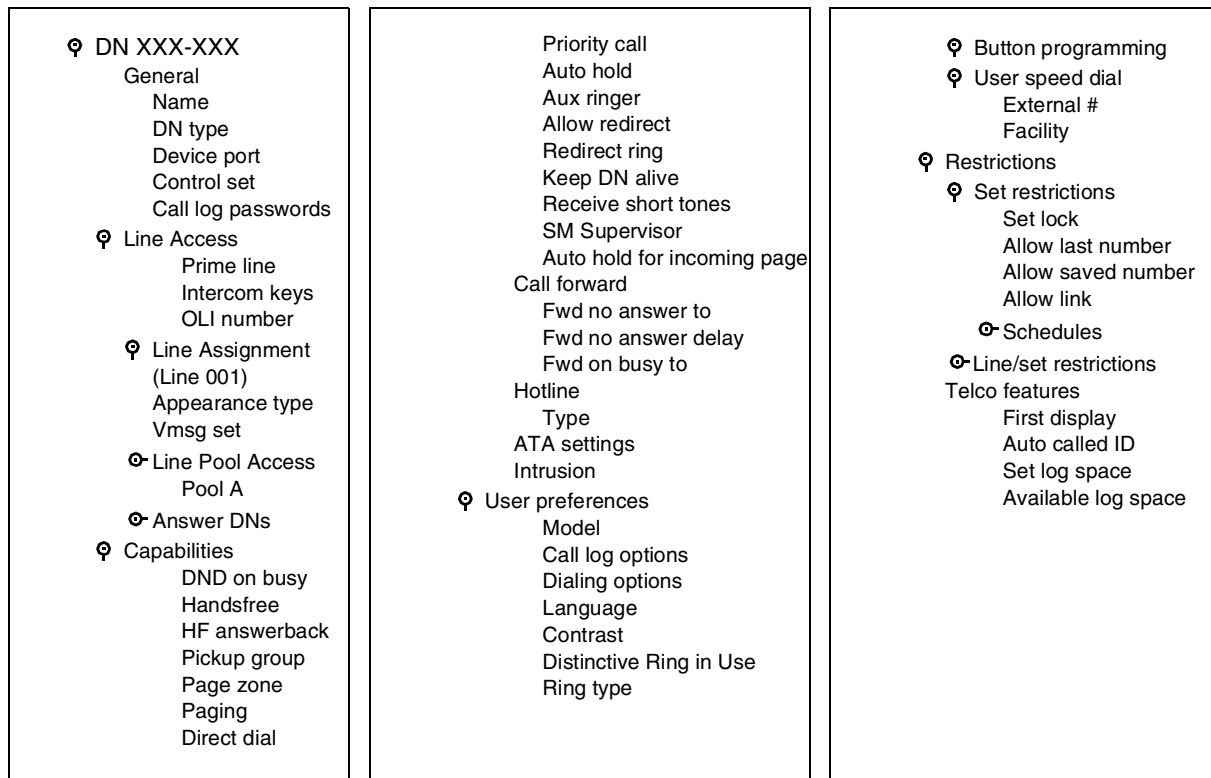 DN XXX-XXX
General
Name
DN type
Device port
Control set
Call log passwords
Line Access
Prime line
Intercom keys
OLI number
Line Assignment
(Line 001)
Appearance type
Vmsg set
Line Pool Access
Pool A
Answer DNs
Capabilities
DND on busy
Handsfree
HF answerback
Pickup group
Page zone
Paging
Direct dial
Priority call
Auto hold
Aux ringer
Allow redirect
Redirect ring
Keep DN alive
Receive short tones
SM Supervisor
Auto hold for incoming page
Call forward
Fwd no answer to
Fwd no answer delay
Fwd on busy to
Hotline
Type
ATA settings
Intrusion
User preferences
Model
Call log options
Dialing options
Language
Contrast
Distinctive Ring in Use
Ring type
Button programming
User speed dial
External #
Facility
Restrictions
Set restrictions
Set lock
Allow last number
Allow saved number
Allow link
Schedules
Line/set restrictions
Telco features
First display
Auto called ID
Set log space
Available log space